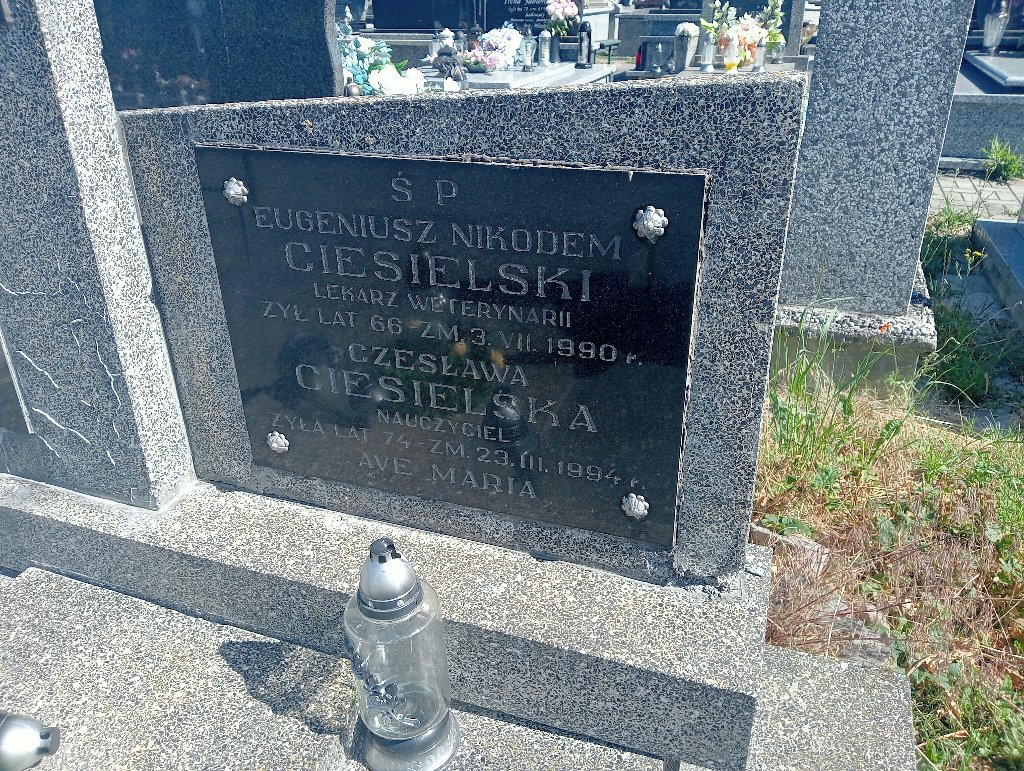 Ś P
EUGENIUSZ NIKODEM
CIESIELSKI
LEKARZ WETERYNARII
ŻYŁ LAT 66 ZM. 3. VII. 1990 r.
CZESŁAWA
CIESIELSKA
NAUCZYCIEL
ŻYŁA LAT 74 - ZM. 23. III. 1994 r.
AVE MARIA